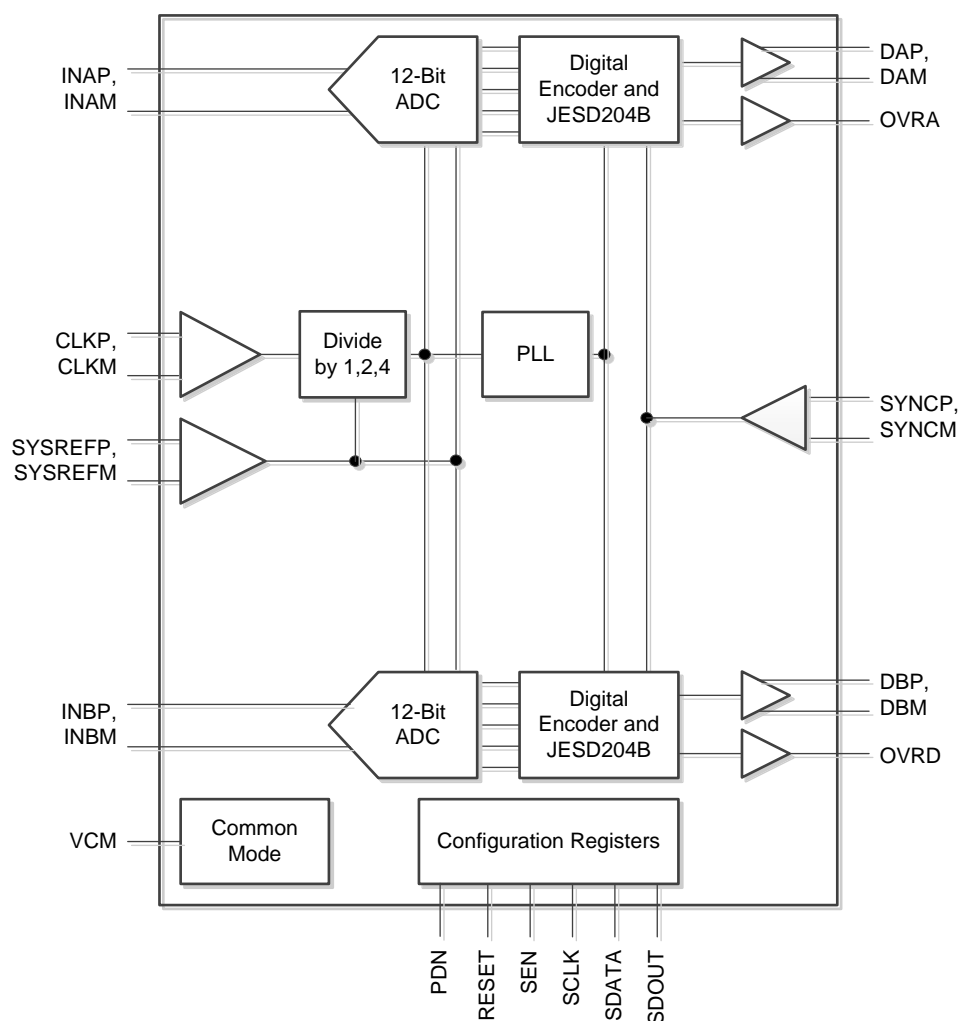 INAP,
INAM
12-Bit
ADC
Digital
Encoder and
JESD204B
DAP,
DAM
OVRA
CLKP,
CLKM
Divide
by 1,2,4
PLL
SYSREFP,
SYSREFM
SYNCP,
SYNCM
INBP,
INBM
12-Bit
ADC
Digital
Encoder and
JESD204B
DBP,
DBM
OVRD
VCM
Common
Mode
Configuration Registers
PDN
RESET
SEN
SCLK
SDATA
SDOUT